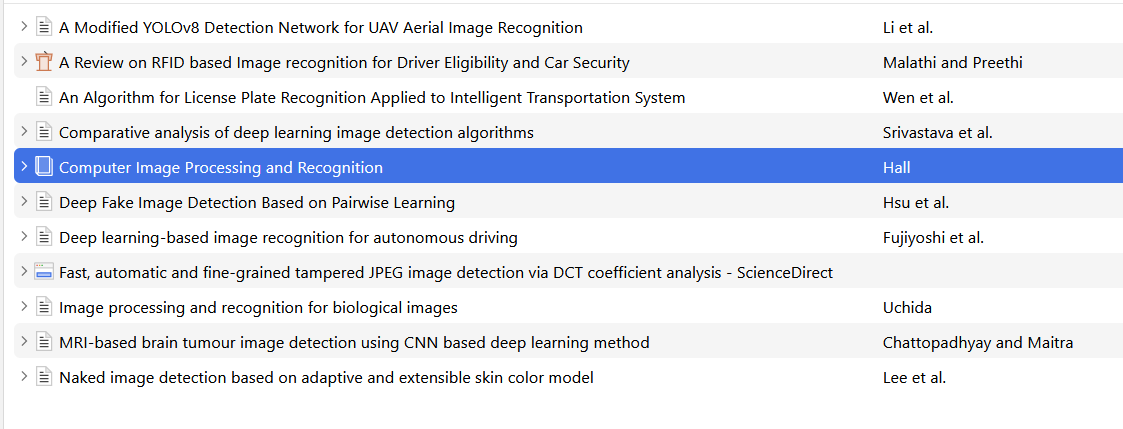 A Modified YOLOv8 Detection Network for UAV Aerial Image Recognition Li et al.
A Review on RFID based Image recognition for Driver Eligibility and Car Security Malathi and Preethi
An Algorithm for License Plate Recognition Applied to Intelligent Transportation System Wen et al.
Comparative analysis of deep learning image detection algorithms Srivastava et al.
Computer Image Processing and Recognition Hall
Deep Fake Image Detection Based on Pairwise Learning Hsu et al.
Deep learning-based image recognition for autonomous driving Fujiyoshi et al.
Fast, automatic and fine-grained tampered JPEG image detection via DCT coefficient analysis - ScienceDirect
Image processing and recognition for biological images Uchida
MRI-based brain tumour image detection using CNN based deep learning method Chattopadhyay and Maitra
Naked image detection based on adaptive and extensible skin color model Lee et al.